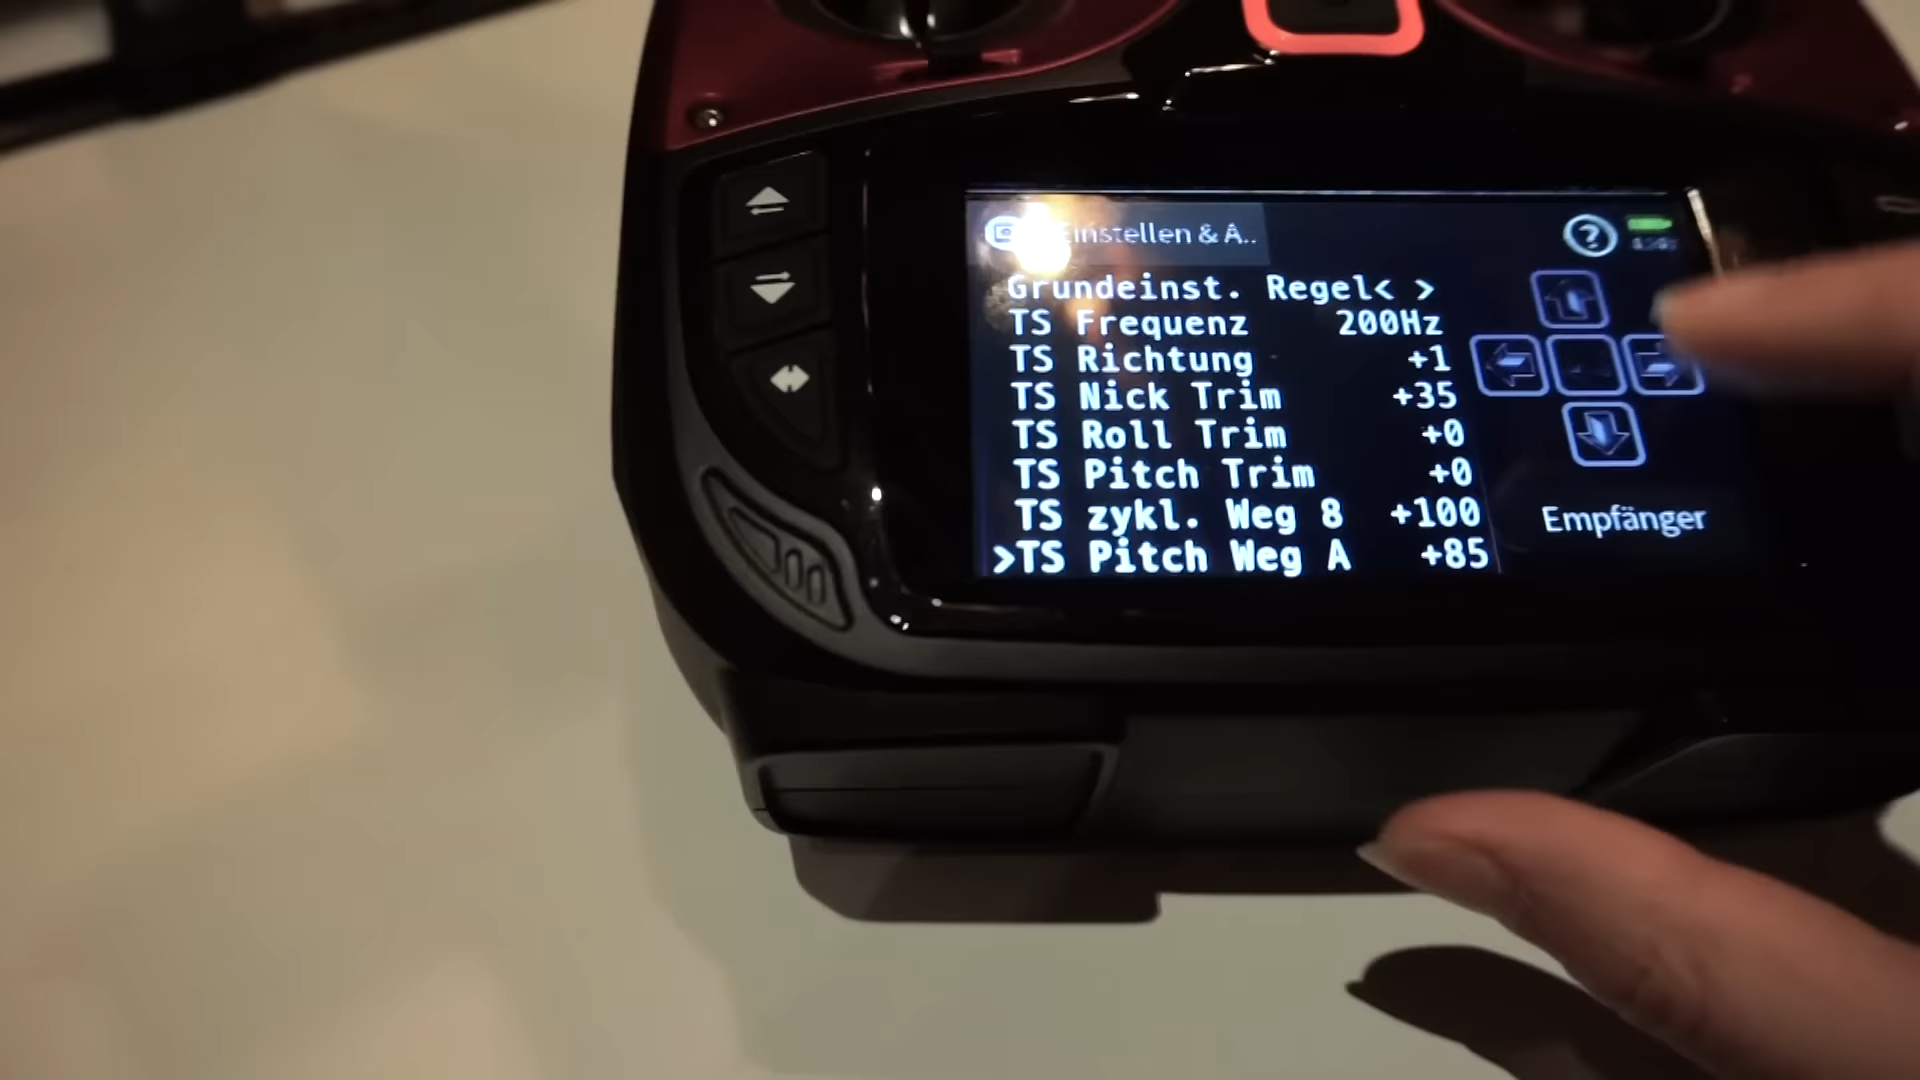 Einstellen & A..
Grundeinst. Regel< >
TS Frequenz 200Hz
TS Richtung +1
TS Nick Trim +35
TS Roll Trim +0
TS Pitch Trim +0
TS zykl. Weg 8 +100
>TS Pitch Weg A +85
?
Empfänger